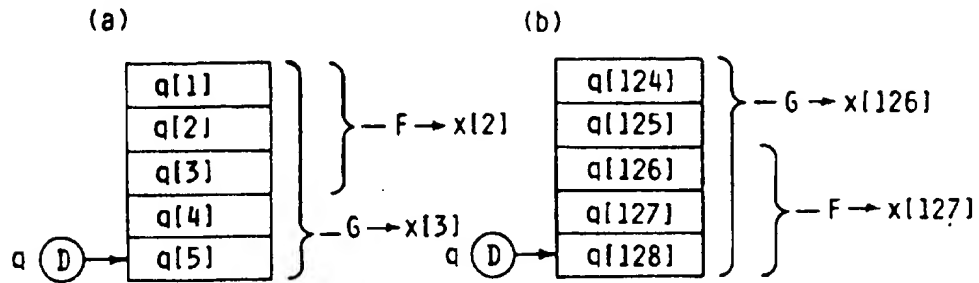 (a)
q[1]
q[2]
q[3]
q[4]
q[5]
F → x[2]
G → x[3]
q D
(b)
q[124]
q[125]
q[126]
q[127]
q[128]
G → x[126]
F → x[127]
q D